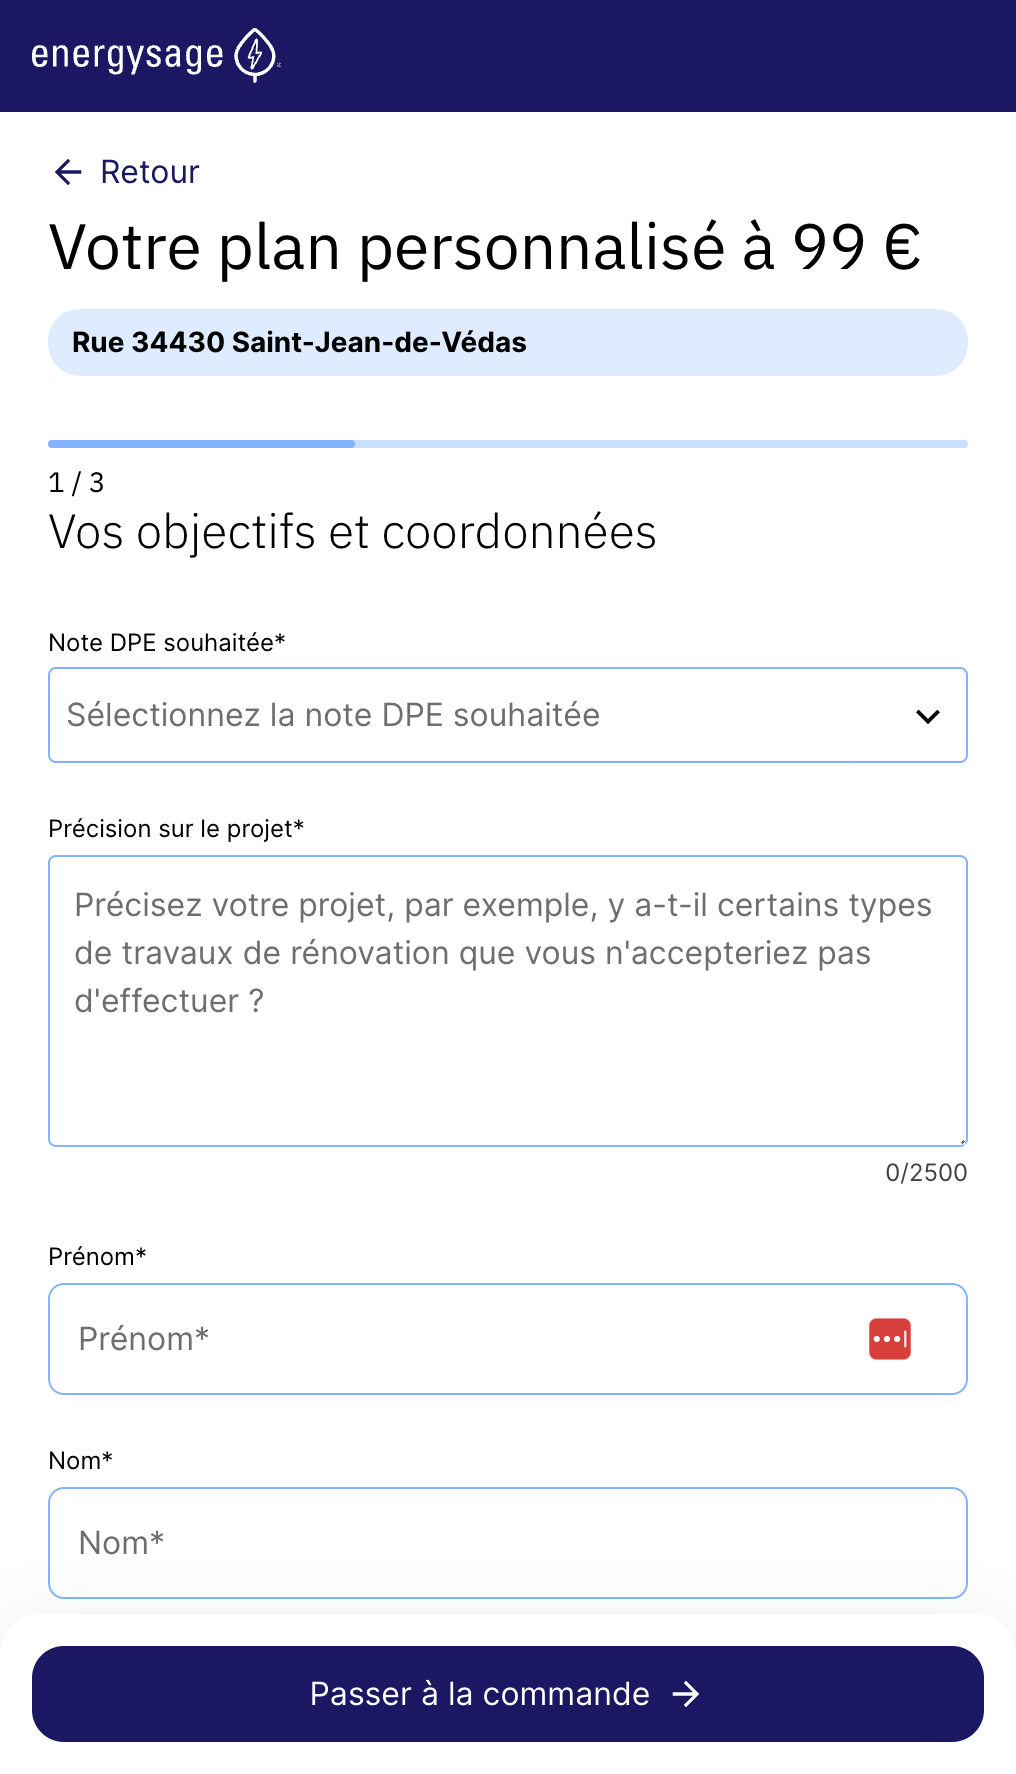 energysage
Retour
Votre plan personnalisé à 99 €
Rue 34430 Saint-Jean-de-Védas
1 / 3
Vos objectifs et coordonnées
Note DPE souhaitée*
Sélectionnez la note DPE souhaitée
Précision sur le projet*
Précisez votre projet, par exemple, y a-t-il certains types
de travaux de rénovation que vous n'accepteriez pas
d'effectuer ?
0/2500
Prénom*
Prénom*
Nom*
Nom*
Passer à la commande